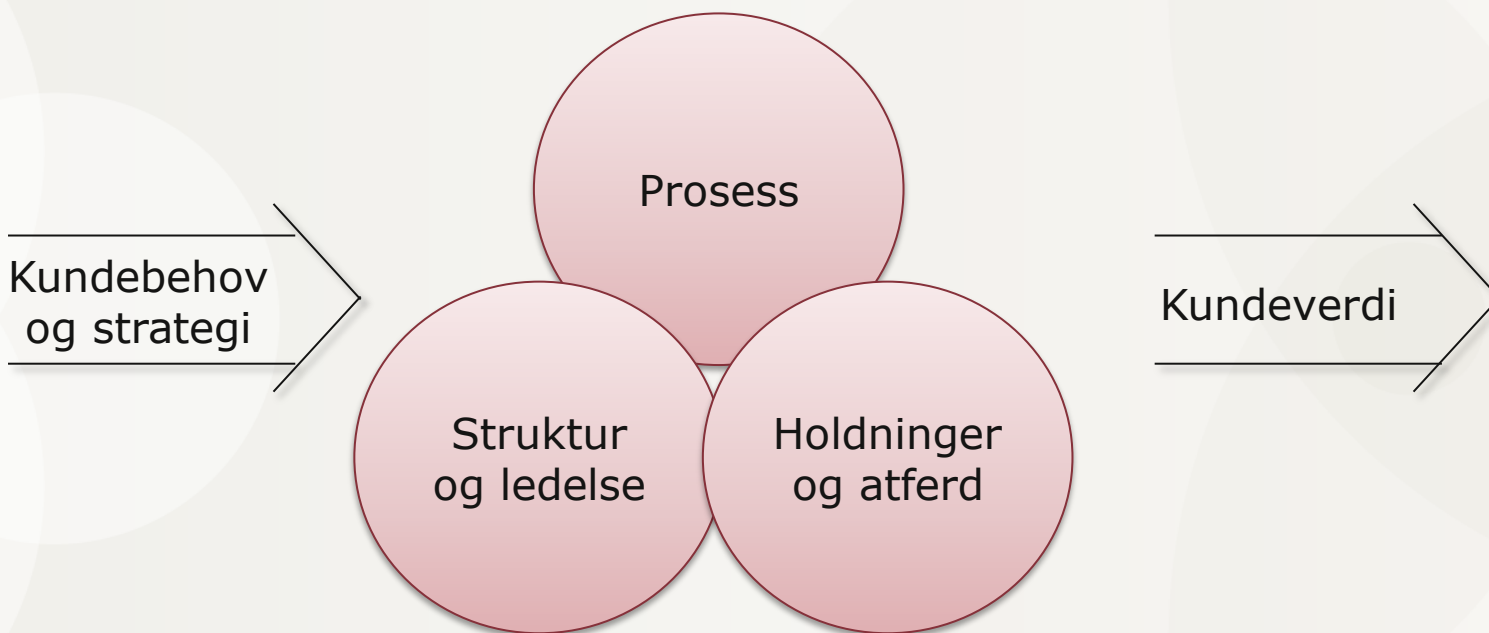 Prosess
Kundebehov
og strategi
Kundeverdi
Struktur
og ledelse
Holdninger
og atferd